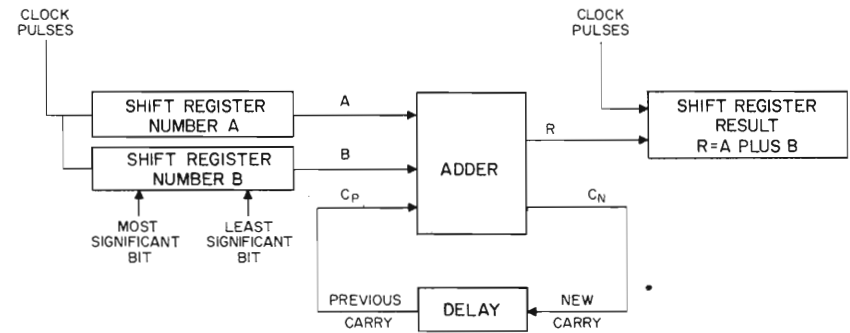 CLOCK
PULSES
CLOCK
PULSES
SHIFT REGISTER
NUMBER A
A
SHIFT REGISTER
NUMBER B
B
MOST
SIGNIFICANT
BIT
LEAST
SIGNIFICANT
BIT
CP
ADDER
R
CN
SHIFT REGISTER
RESULT
R=A PLUS B
PREVIOUS
CARRY
DELAY
NEW
CARRY